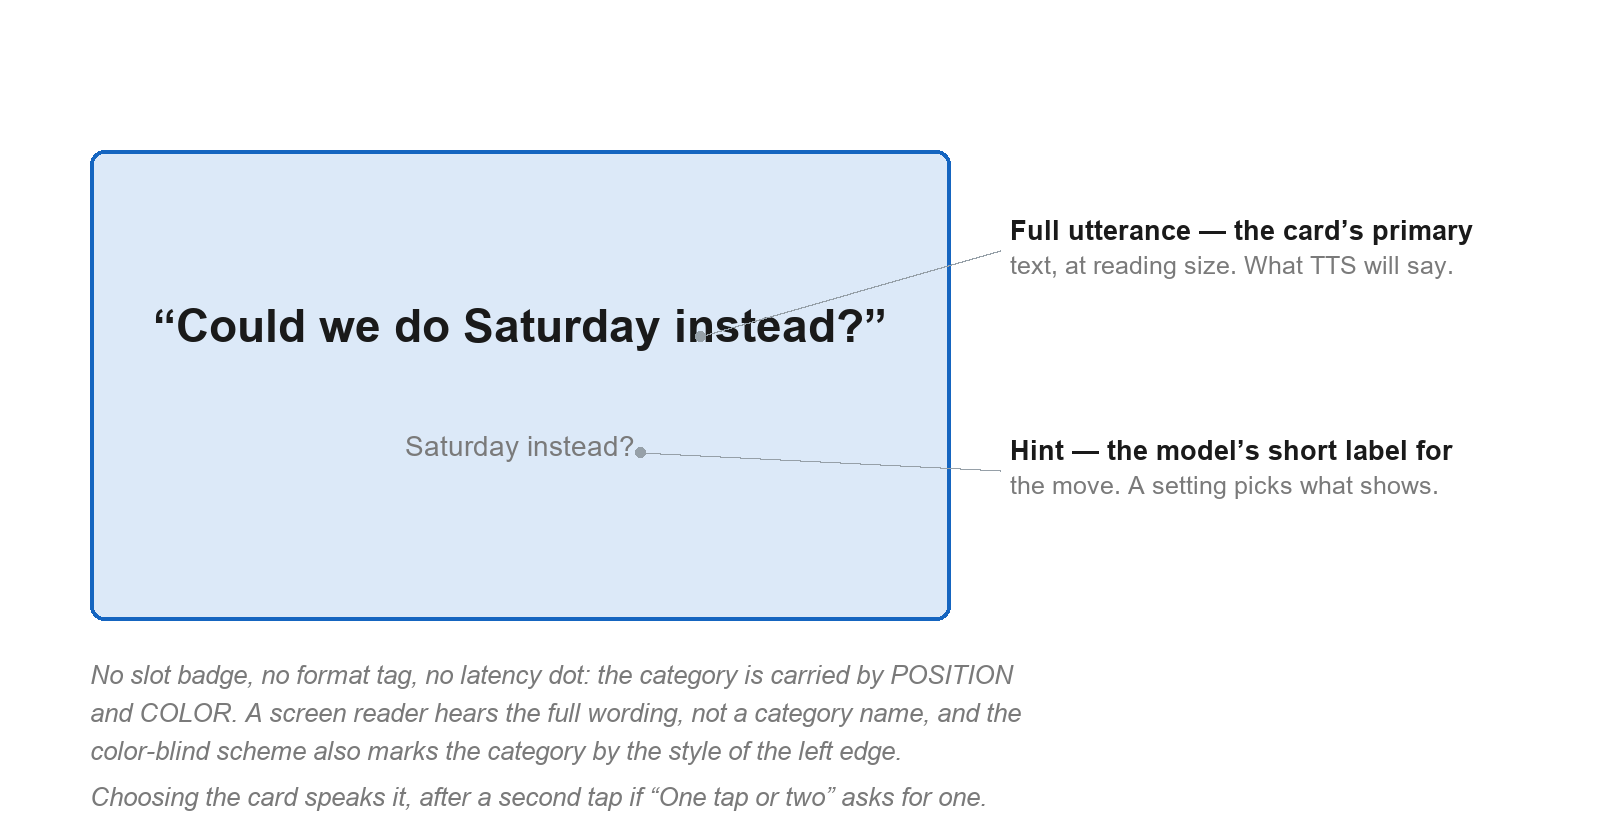 Full utterance — the card’s primary
text, at reading size. What TTS will say.
“Could we do Saturday instead?”
Saturday instead?
Hint — the model’s short label for
the move. A setting picks what shows.
No slot badge, no format tag, no latency dot: the category is carried by POSITION
and COLOR. A screen reader hears the full wording, not a category name, and the
color-blind scheme also marks the category by the style of the left edge.
Choosing the card speaks it, after a second tap if “One tap or two” asks for one.